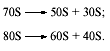 70S ⟶ 50S + 30S;
80S ⟶ 60S + 40S.